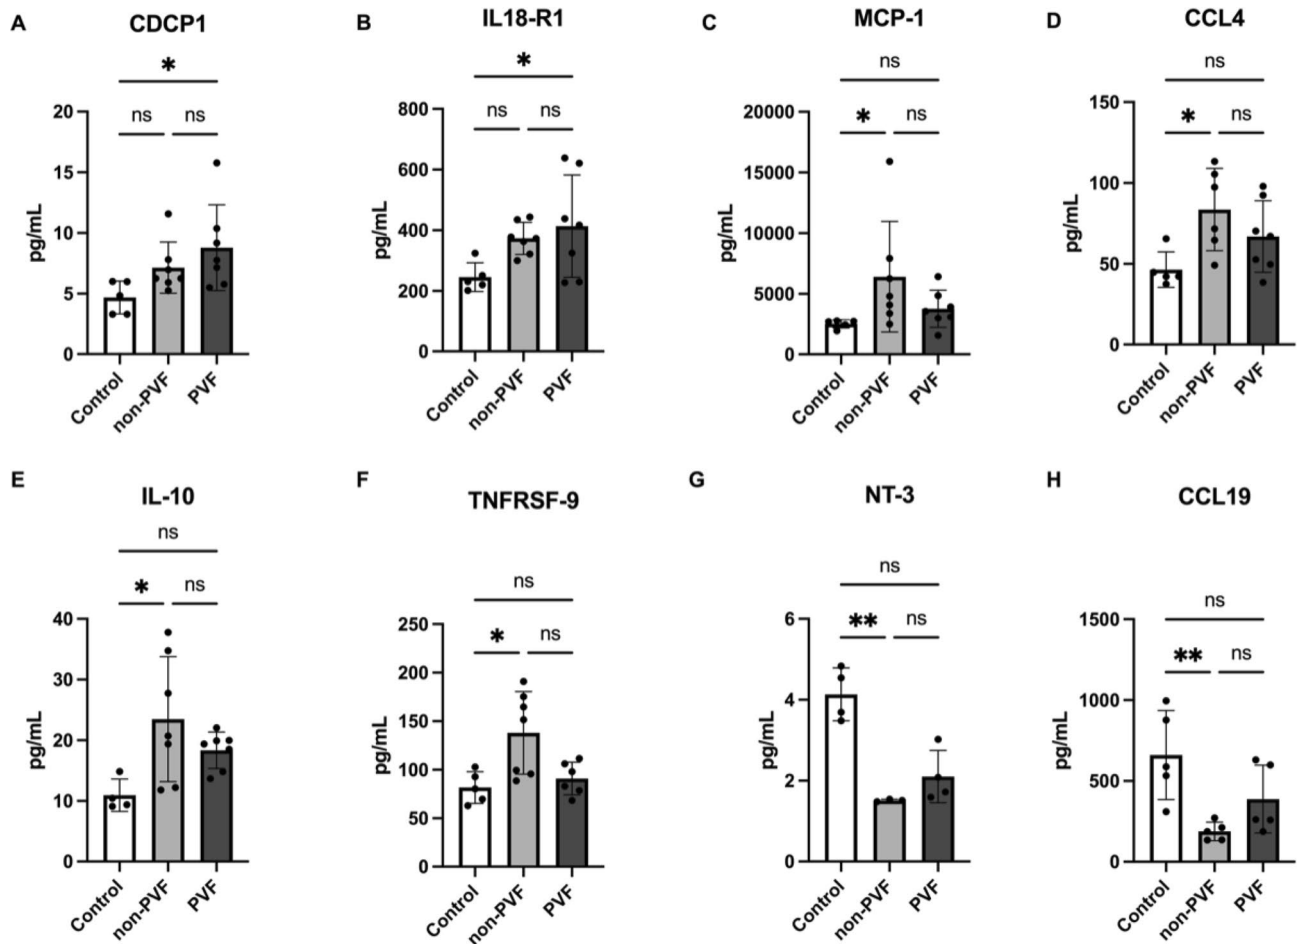 A CDCP1
*
ns ns
20
15
10
5
0
pg/mL
Control non-PVF PVF
B IL18-R1
*
ns ns
800
600
400
200
0
pg/mL
Control non-PVF PVF
C MCP-1
ns
* ns
20000
15000
10000
5000
0
pg/mL
Control non-PVF PVF
D CCL4
ns
* ns
150
100
50
0
pg/mL
Control non-PVF PVF
E IL-10
ns
* ns
40
30
20
10
0
pg/mL
Control non-PVF PVF
F TNFRSF-9
ns
* ns
250
200
150
100
50
0
pg/mL
Control non-PVF PVF
G NT-3
ns
** ns
6
4
2
0
pg/mL
Control non-PVF PVF
H CCL19
ns
** ns
1500
1000
500
0
pg/mL
Control non-PVF PVF